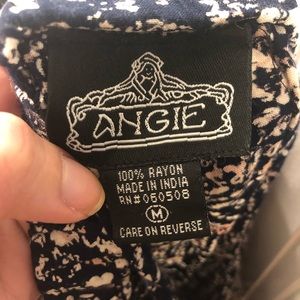 ANGIE
100% RAYON
MADE IN INDIA
RN#060508
M
CARE ON REVERSE